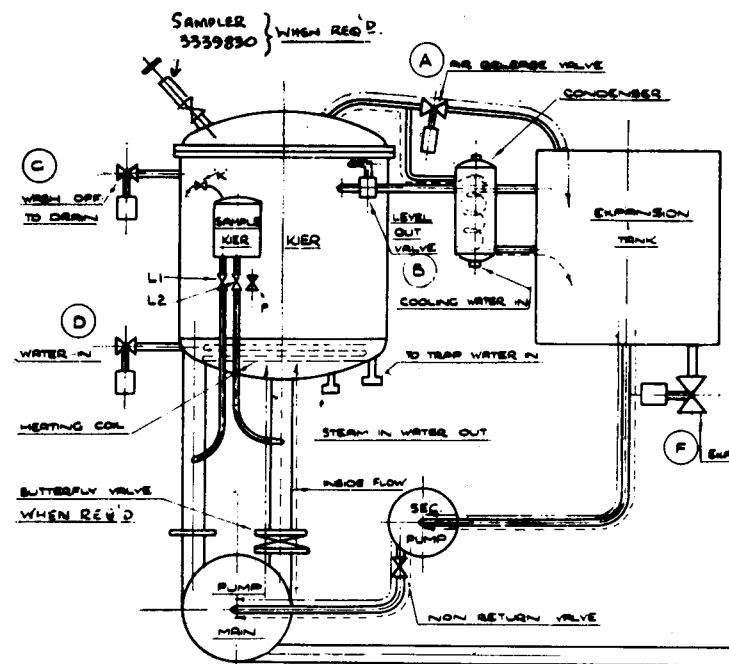 SAMPLER
3339830
WHEN REQ'D.
A
AIR RELEASE VALVE
CONDENSER
C
WASH OFF
TO DRAIN
K
SAMPLE
KIER
KIER
LEVEL
OUT
VALVE
B
EXPANSION
TANK
L1
L2
P
COOLING WATER IN
D
WATER IN
TO TRAP WATER IN
HEATING COIL
STEAM IN WATER OUT
F
EXP
INSIDE FLOW
BUTTERFLY VALVE
WHEN REQ'D
SEC.
PUMP
PUMP
MAIN
NON RETURN VALVE